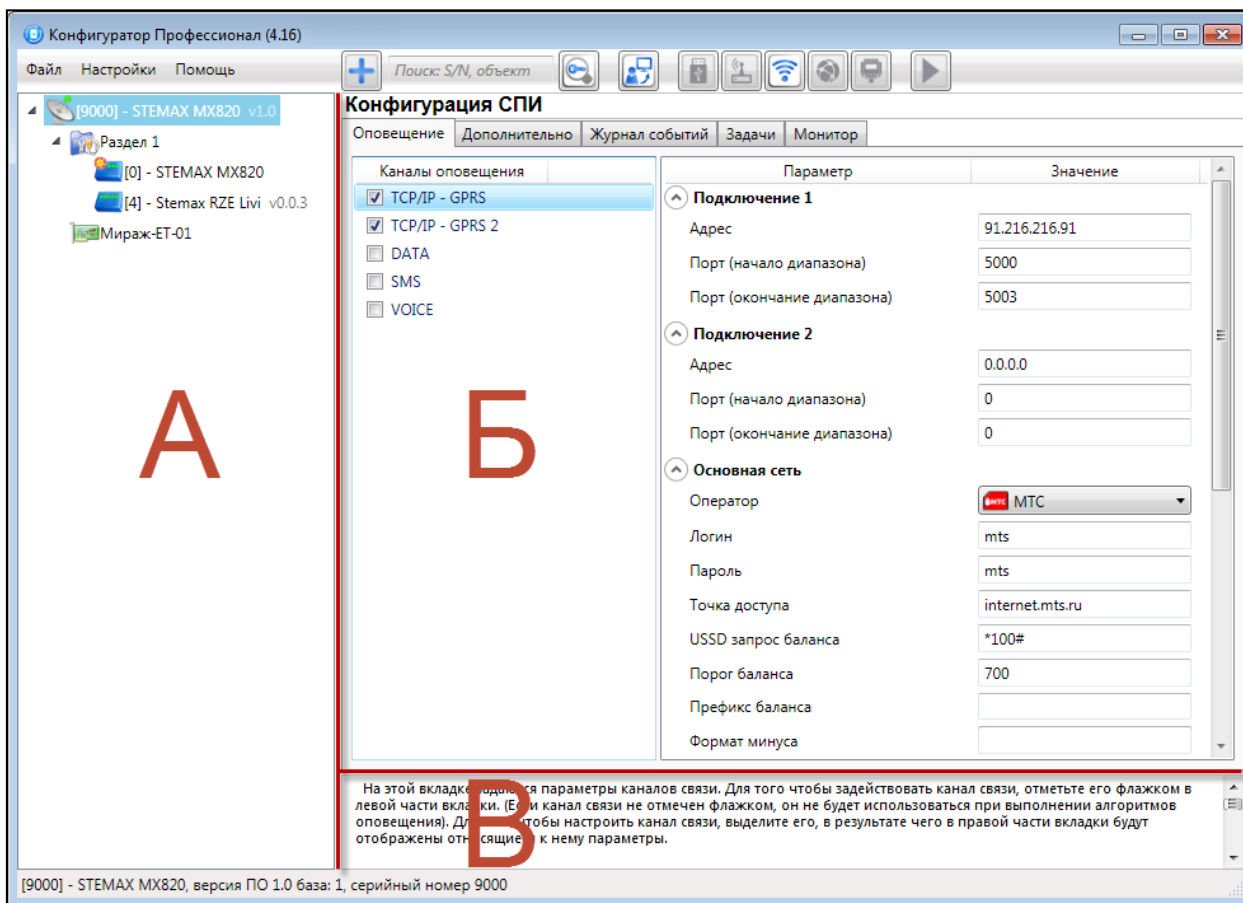 Конфигуратор Профессионал (4.16)
Файл Настройки Помощь
Поиск: S/N, объект
[9000] - STEMAX MX820 v1.0
Раздел 1
[0] - STEMAX MX820
[4] - Stemax RZE Livi v0.0.3
Мираж-ET-01
А
Конфигурация СПИ
Оповещение Дополнительно Журнал событий Задачи Монитор
Каналы оповещения
TCP/IP - GPRS
TCP/IP - GPRS 2
DATA
SMS
VOICE
Б
Параметр Значение
Подключение 1
Адрес 91.216.216.91
Порт (начало диапазона) 5000
Порт (окончание диапазона) 5003
Подключение 2
Адрес 0.0.0.0
Порт (начало диапазона) 0
Порт (окончание диапазона) 0
Основная сеть
Оператор МТС
Логин mts
Пароль mts
Точка доступа internet.mts.ru
USSD запрос баланса *100#
Порог баланса 700
Префикс баланса
Формат минуса
На этой вкладке задаются параметры каналов связи. Для того чтобы задействовать канал связи, отметьте его флажком в
левой части вкладки. (Если канал связи не отмечен флажком, он не будет использоваться при выполнении алгоритмов
оповещения). Для того чтобы настроить канал связи, выделите его, в результате чего в правой части вкладки будут
отображены относящиеся к нему параметры.
В
[9000] - STEMAX MX820, версия ПО 1.0 база: 1, серийный номер 9000